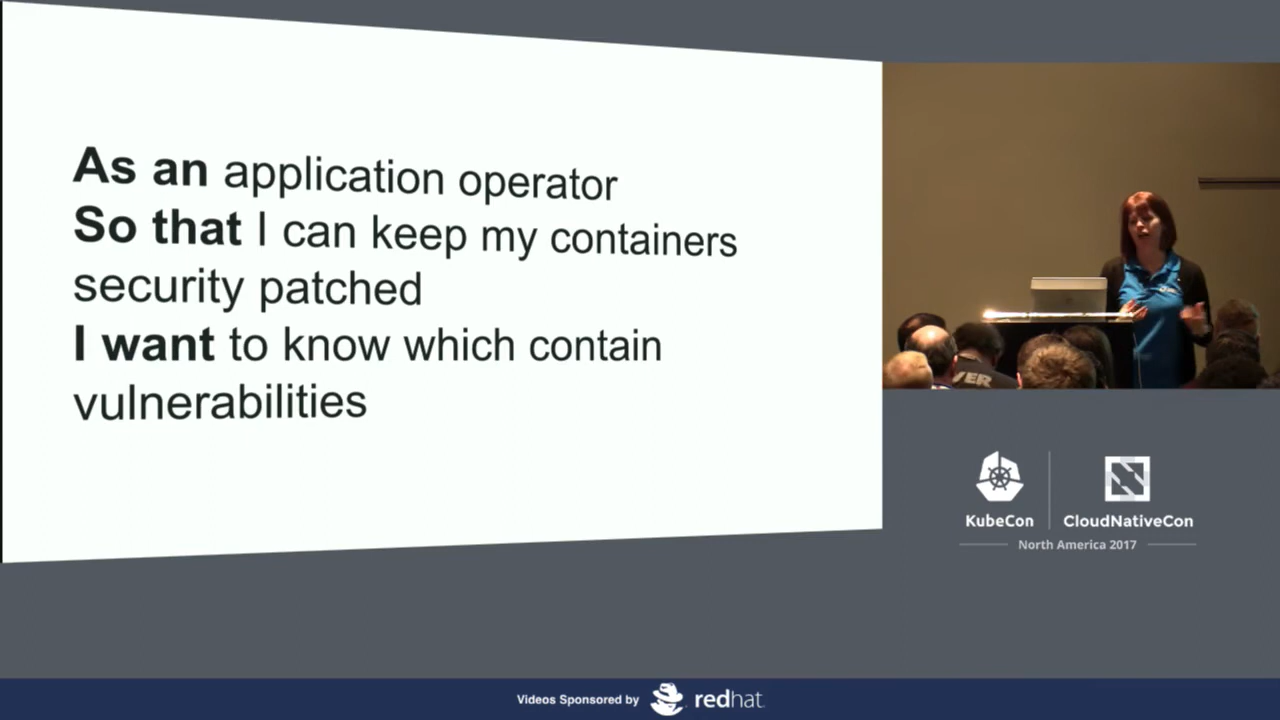 As an application operator
So that I can keep my containers
security patched
I want to know which contain
vulnerabilities
KubeCon
CloudNativeCon
North America 2017
Videos Sponsored by redhat